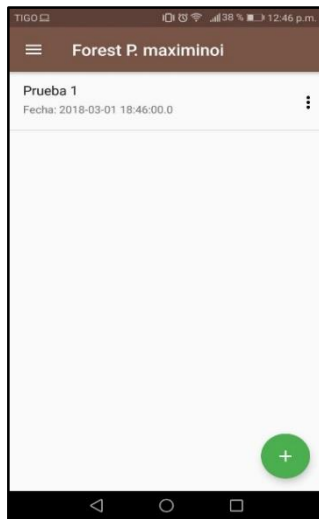 TIGO 38 % 12:46 p.m.
Forest P. maximinoi
Prueba 1
Fecha: 2018-03-01 18:46:00.0